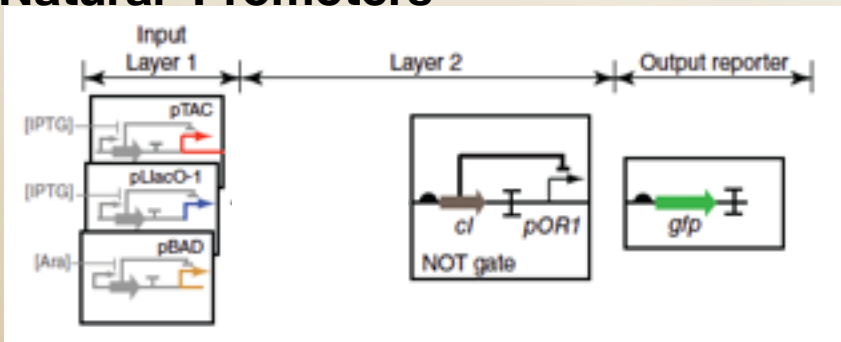 Natural Promoters
Input
Layer 1
Layer 2
Output reporter
pTAC
[IPTG]
pLlacO-1
[IPTG]
pBAD
[Ara]
cI pOR1
NOT gate
gfp